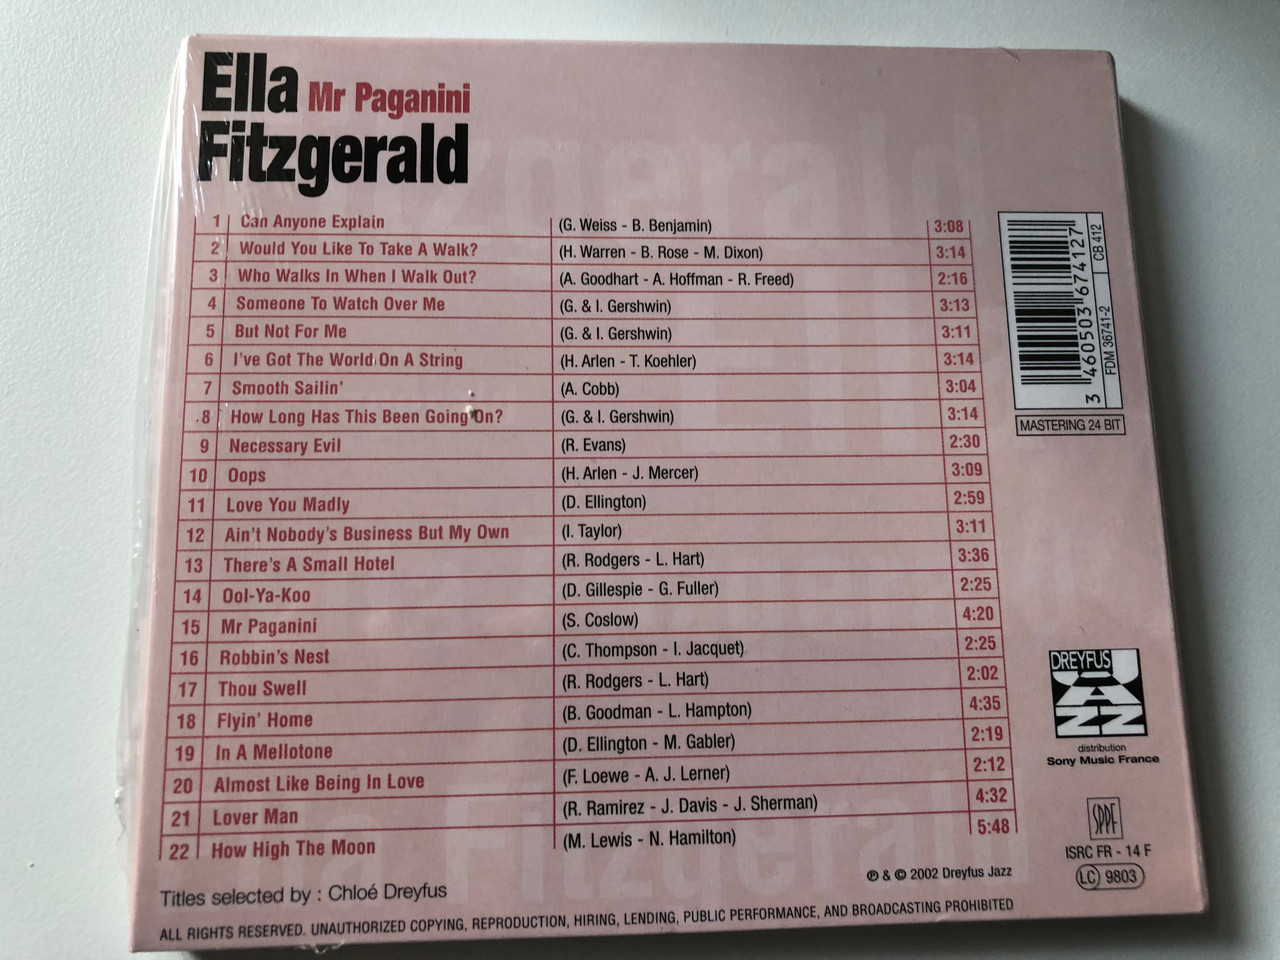 Ella Mr Paganini
Fitzgerald
1 Can Anyone Explain (G. Weiss - B. Benjamin) 3:08
2 Would You Like To Take A Walk? (H. Warren - B. Rose - M. Dixon) 3:14
3 Who Walks In When I Walk Out? (A. Goodhart - A. Hoffman - R. Freed) 2:16
4 Someone To Watch Over Me (G. & I. Gershwin) 3:13
5 But Not For Me (G. & I. Gershwin) 3:11
6 I've Got The World On A String (H. Arlen - T. Koehler) 3:14
7 Smooth Sailin' (A. Cobb) 3:04
8 How Long Has This Been Going On? (G. & I. Gershwin) 3:14
9 Necessary Evil (R. Evans) 2:30
10 Oops (H. Arlen - J. Mercer) 3:09
11 Love You Madly (D. Ellington) 2:59
12 Ain't Nobody's Business But My Own (I. Taylor) 3:11
13 There's A Small Hotel (R. Rodgers - L. Hart) 3:36
14 Ool-Ya-Koo (D. Gillespie - G. Fuller) 2:25
15 Mr Paganini (S. Coslow) 4:20
16 Robbin's Nest (C. Thompson - I. Jacquet) 2:25
17 Thou Swell (R. Rodgers - L. Hart) 2:02
18 Flyin' Home (B. Goodman - L. Hampton) 4:35
19 In A Mellotone (D. Ellington - M. Gabler) 2:19
20 Almost Like Being In Love (F. Loewe - A. J. Lerner) 2:12
21 Lover Man (R. Ramirez - J. Davis - J. Sherman) 4:32
22 How High The Moon (M. Lewis - N. Hamilton) 5:48
Titles selected by : Chloé Dreyfus
℗ & © 2002 Dreyfus Jazz
ALL RIGHTS RESERVED. UNAUTHORIZED COPYING, REPRODUCTION, HIRING, LENDING, PUBLIC PERFORMANCE, AND BROADCASTING PROHIBITED
3 460503 674127
CB 412
FDM 36741-2
MASTERING 24 BIT
DREYFUS
JAZZ
distribution
Sony Music France
SPPF
ISRC FR - 14 F
LC 9803
Fitzgerald
Ella
Ella Fitzgerald